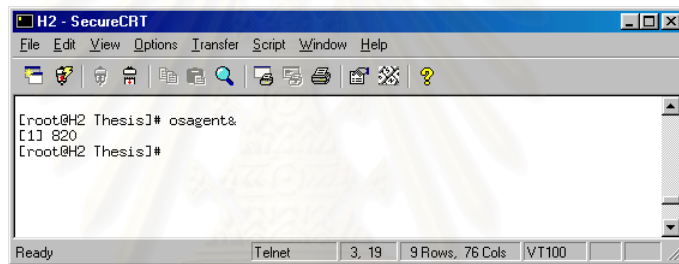 H2 - SecureCRT
File Edit View Options Transfer Script Window Help
[root@H2 Thesis]# osagent&
[1] 820
[root@H2 Thesis]#
Ready Telnet 3, 19 9 Rows, 76 Cols VT100